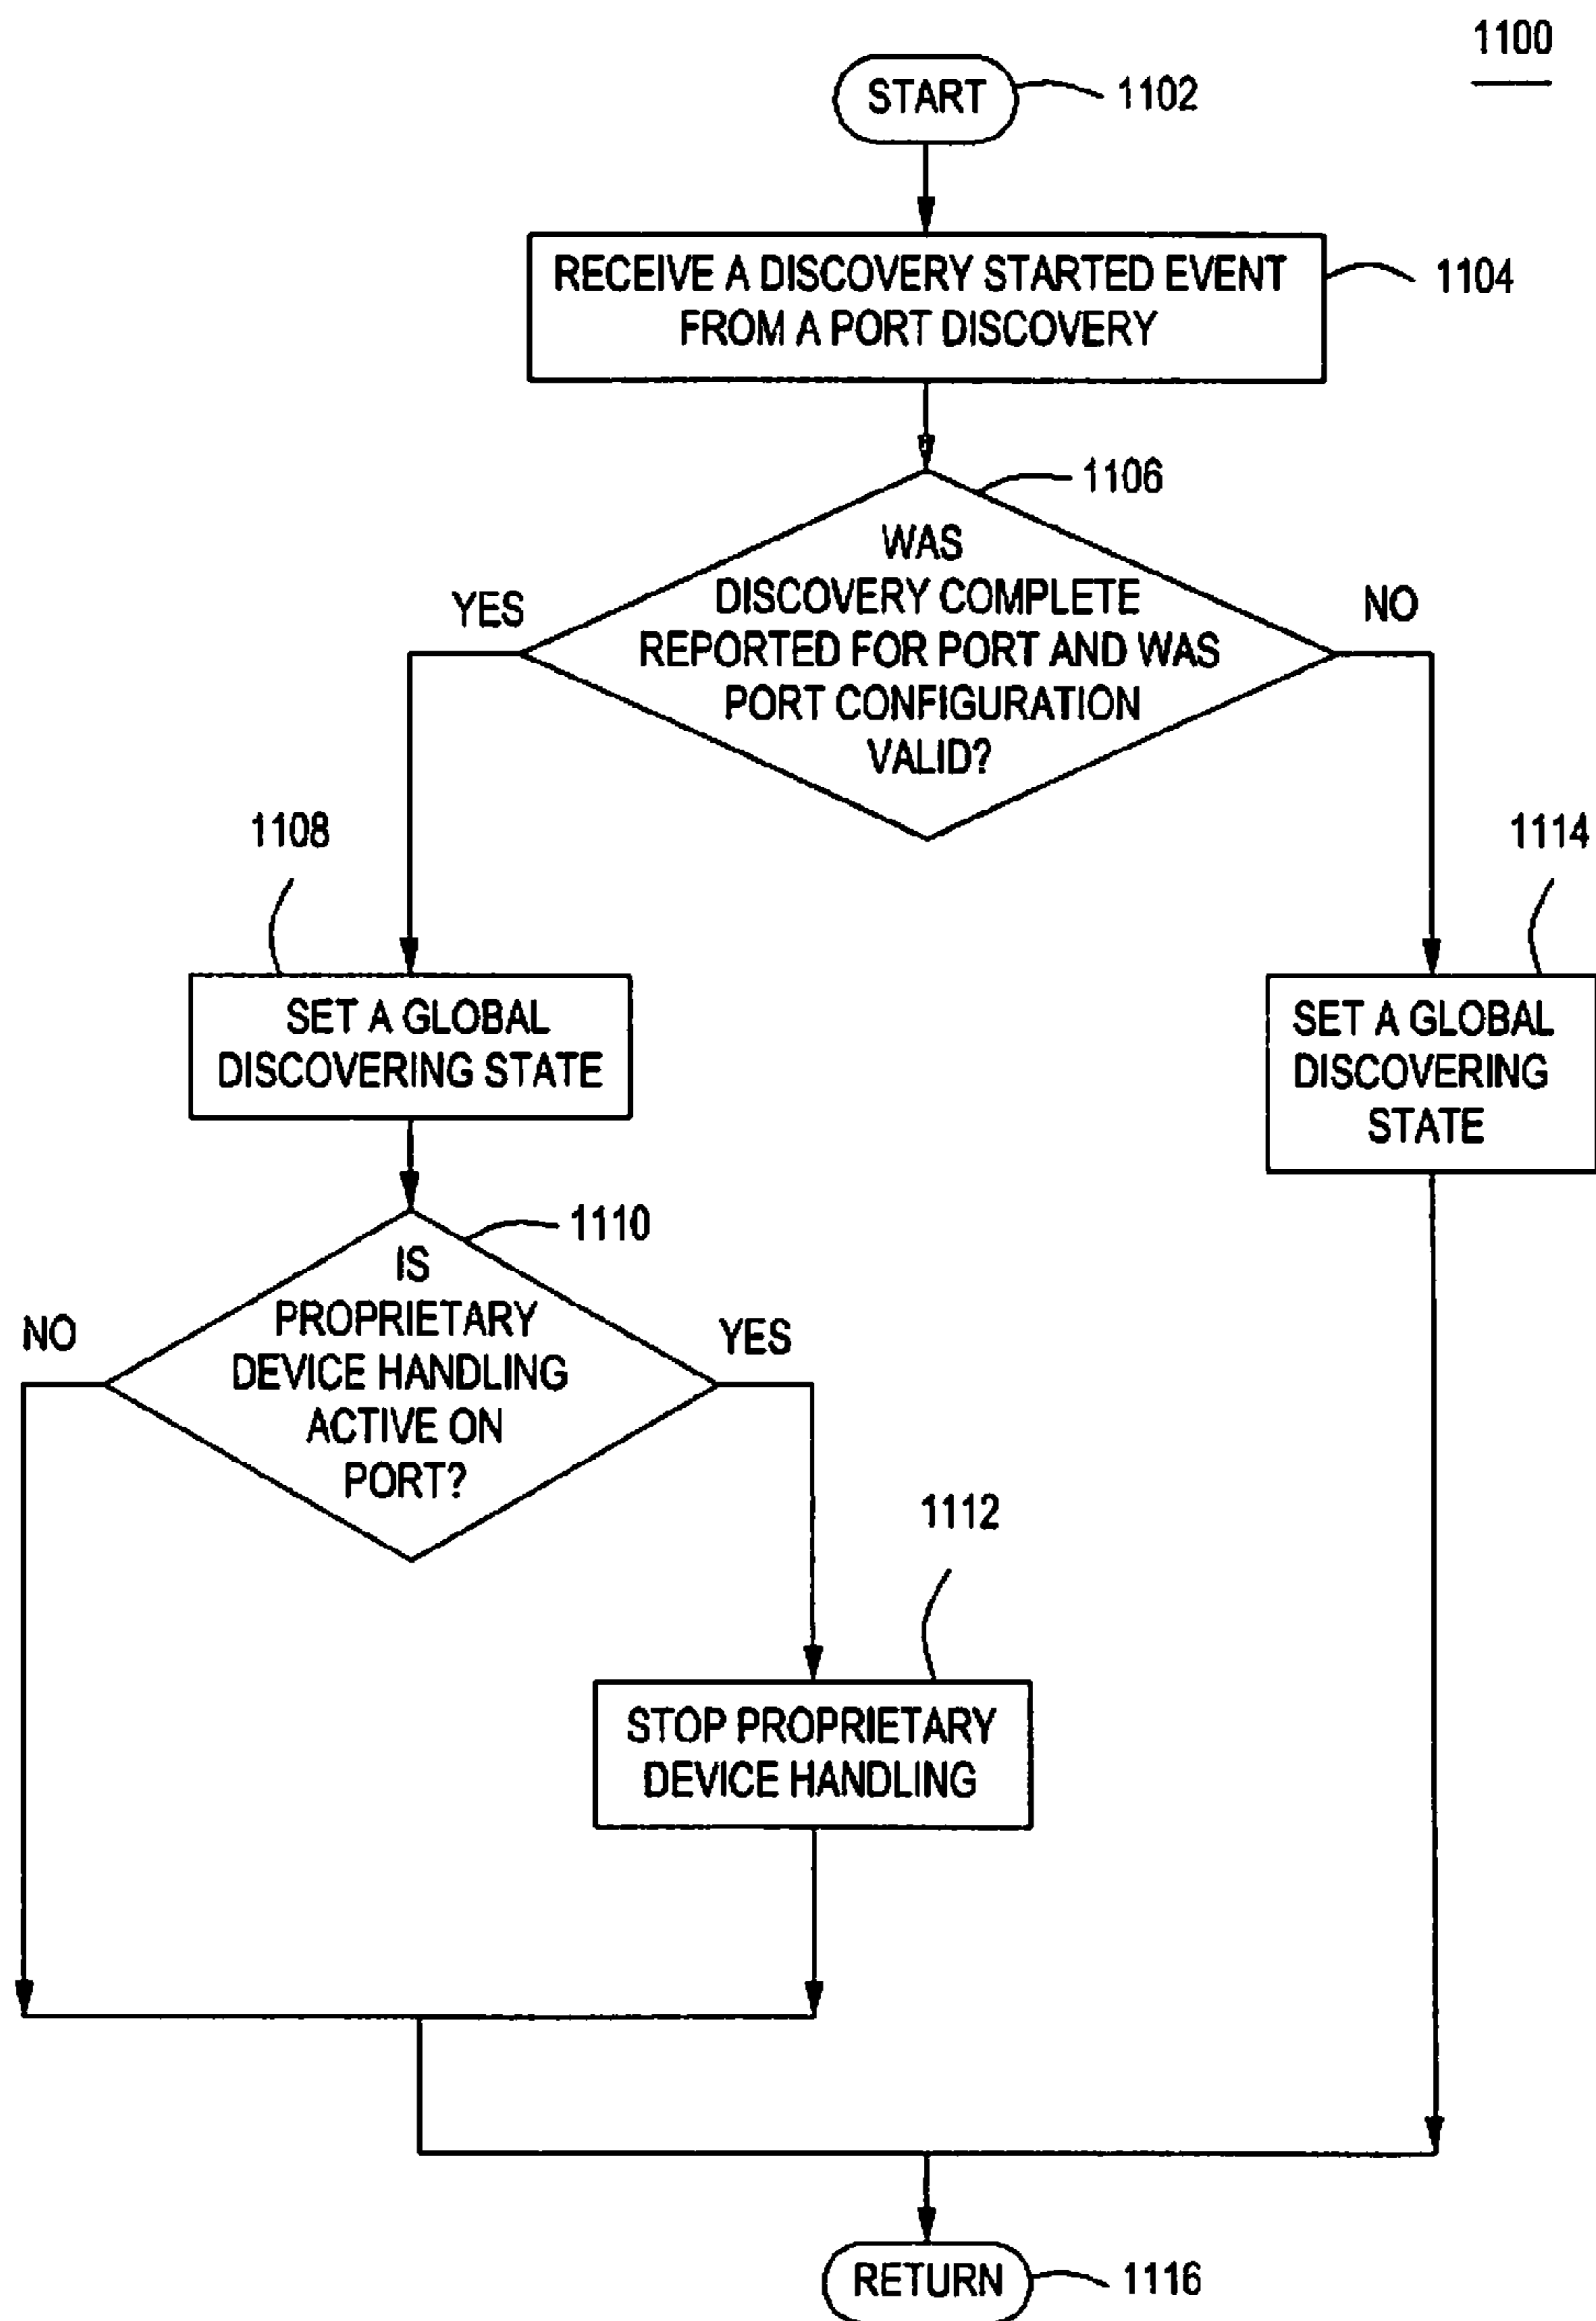 1100
START
1102
RECEIVE A DISCOVERY STARTED EVENT
FROM A PORT DISCOVERY
1104
1106
WAS
DISCOVERY COMPLETE
REPORTED FOR PORT AND WAS
PORT CONFIGURATION
VALID?
YES
NO
1108
1114
SET A GLOBAL
DISCOVERING STATE
SET A GLOBAL
DISCOVERING
STATE
1110
IS
PROPRIETARY
DEVICE HANDLING
ACTIVE ON
PORT?
NO
YES
1112
STOP PROPRIETARY
DEVICE HANDLING
RETURN
1116